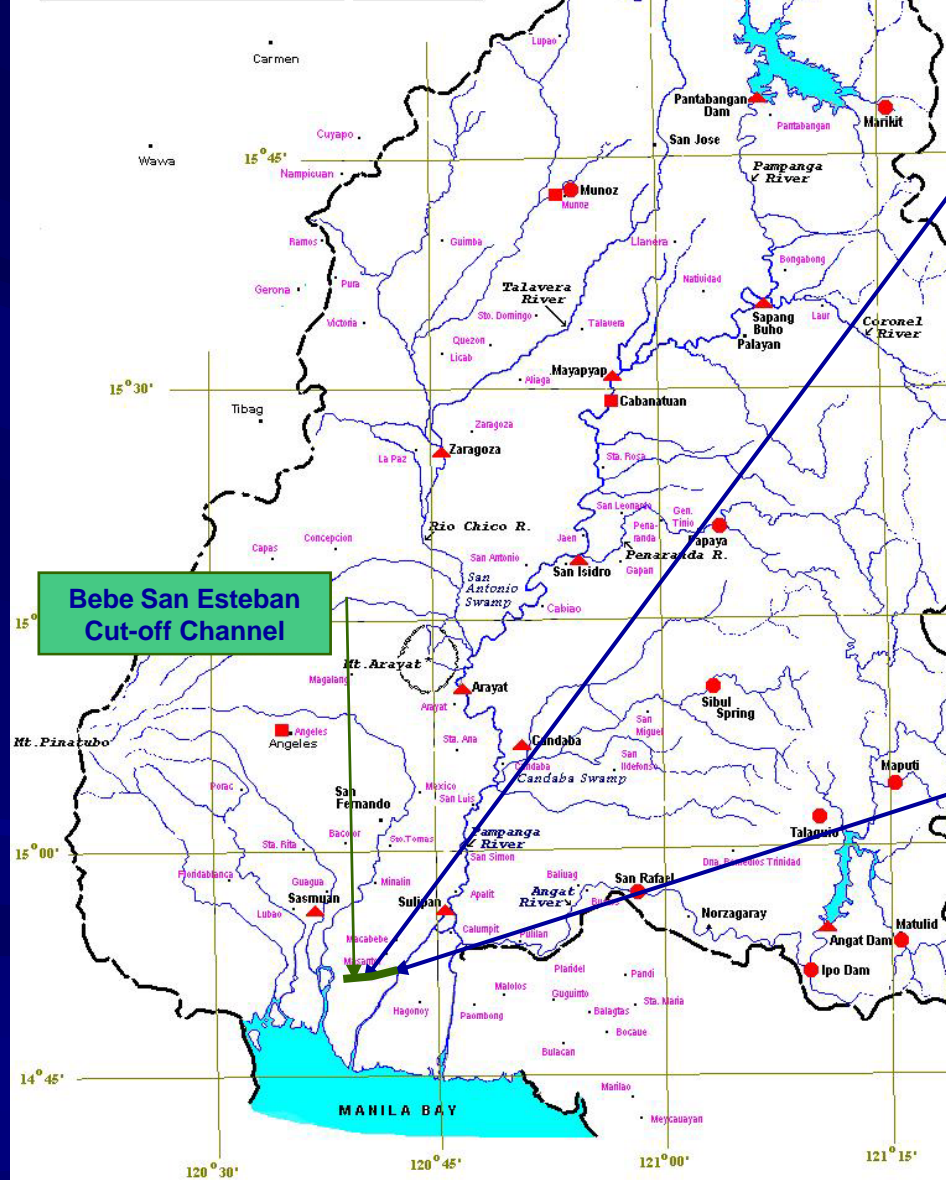 Lupao
Carmen
Pantabangan
Dam
Pantabangan
Marikit
Cuyapo
San Jose
15°45'
Wawa
Nampicuan
Pampanga
River
Munoz
Munoz
Ramos
Guimba
Llanera
Bongabong
Gerona
Pura
Talavera
River
Natividad
Victoria
Sto. Domingo
Talavera
Sapang
Buho
Laur
Coronel
River
Quezon
Palayan
Licab
Mayapyap
15°30'
Aliaga
Cabanatuan
Tibag
Zaragoza
Zaragoza
La Paz
Sta. Rosa
San Leonardo
Gen.
Tinio
Rio Chico R.
Pena-
randa
Papaya
Concepcion
Jaen
Capas
San Antonio
Penaranda R.
San Isidro
Gapan
San
Antonio
Swamp
Bebe San Esteban
Cut-off Channel
Cabiao
15°
Mt.Arayat
Magalang
Arayat
Arayat
Sibul
Spring
San
Miguel
Angeles
Angeles
Sta. Ana
Candaba
Mt.Pinatubo
San
Ildefonso
Candaba
Candaba Swamp
Maputi
Porac
San
Fernando
Mexico
San Luis
Talaguio
Bacolor
Sto.Tomas
Pampanga
River
Sta. Rita
15°00'
San Simon
Dna. Remedios Trinidad
Floridablanca
Guagua
Minalin
Baliuag
San Rafael
Apalit
Angat
River
Lubao
Sasmuan
Sulipan
Norzagaray
Calumpit
Pulilan
Macabebe
Angat Dam
Matulid
Masantol
Plaridel
Pandi
Ipo Dam
Malolos
Guguinto
Hagonoy
Paombong
Balagtas
Sta. Maria
Bocaue
Bulacan
14°45'
Marilao
MANILA BAY
Meycauayan
120°30'
120°45'
121°00'
121°15'